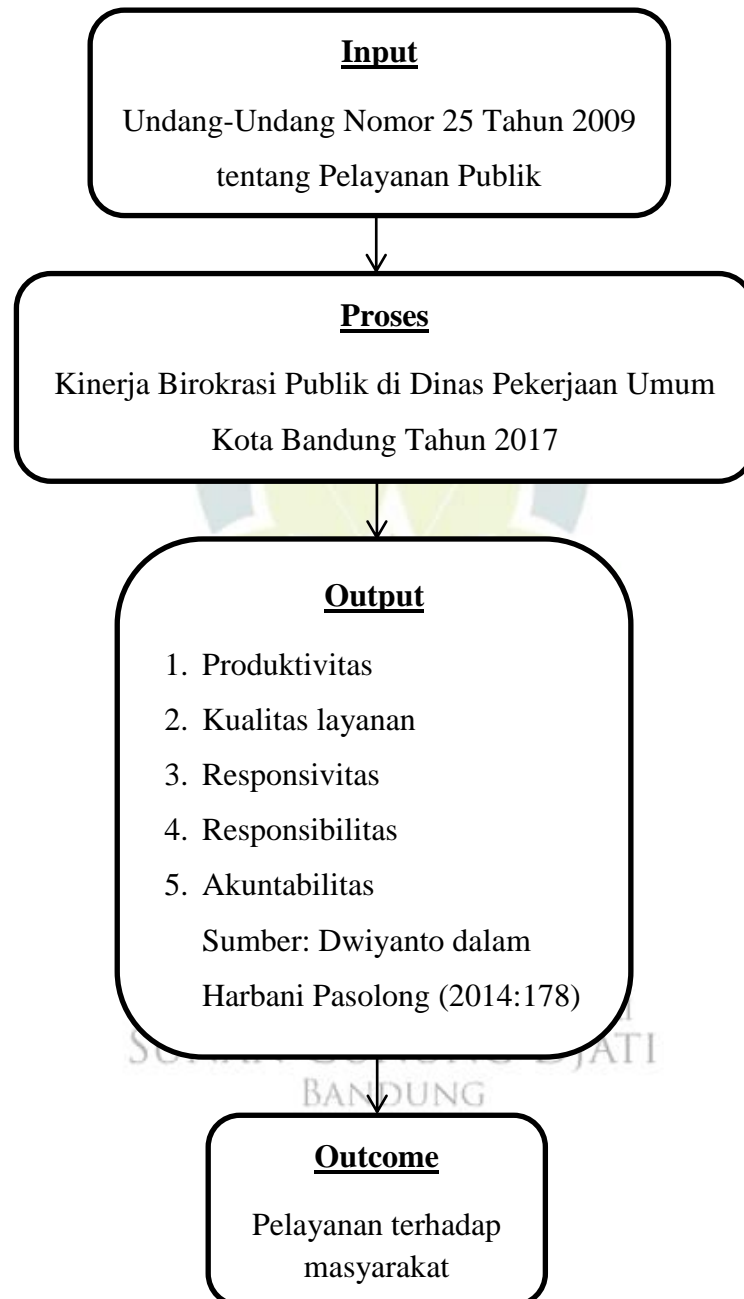 Input
Undang-Undang Nomor 25 Tahun 2009
tentang Pelayanan Publik
Proses
Kinerja Birokrasi Publik di Dinas Pekerjaan Umum
Kota Bandung Tahun 2017
Output
1. Produktivitas
2. Kualitas layanan
3. Responsivitas
4. Responsibilitas
5. Akuntabilitas
Sumber: Dwiyanto dalam
Harbani Pasolong (2014:178)
BANDUNG
Outcome
Pelayanan terhadap
masyarakat